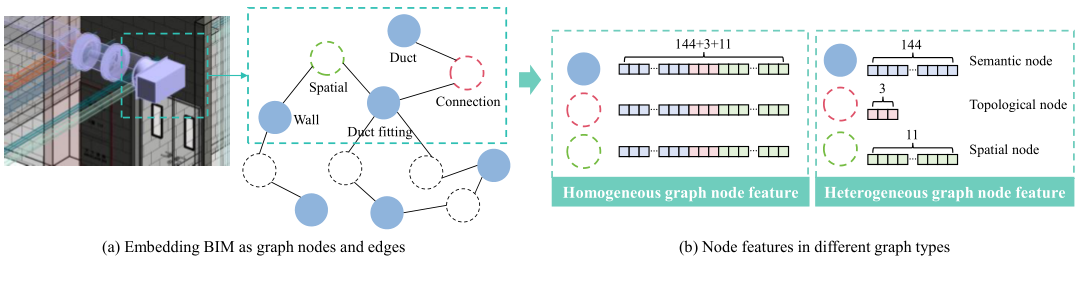 Duct
Spatial
Connection
Wall
Duct fitting
144+3+11
144
Semantic node
3
Topological node
11
Spatial node
Homogeneous graph node feature
Heterogeneous graph node feature
(a) Embedding BIM as graph nodes and edges
(b) Node features in different graph types